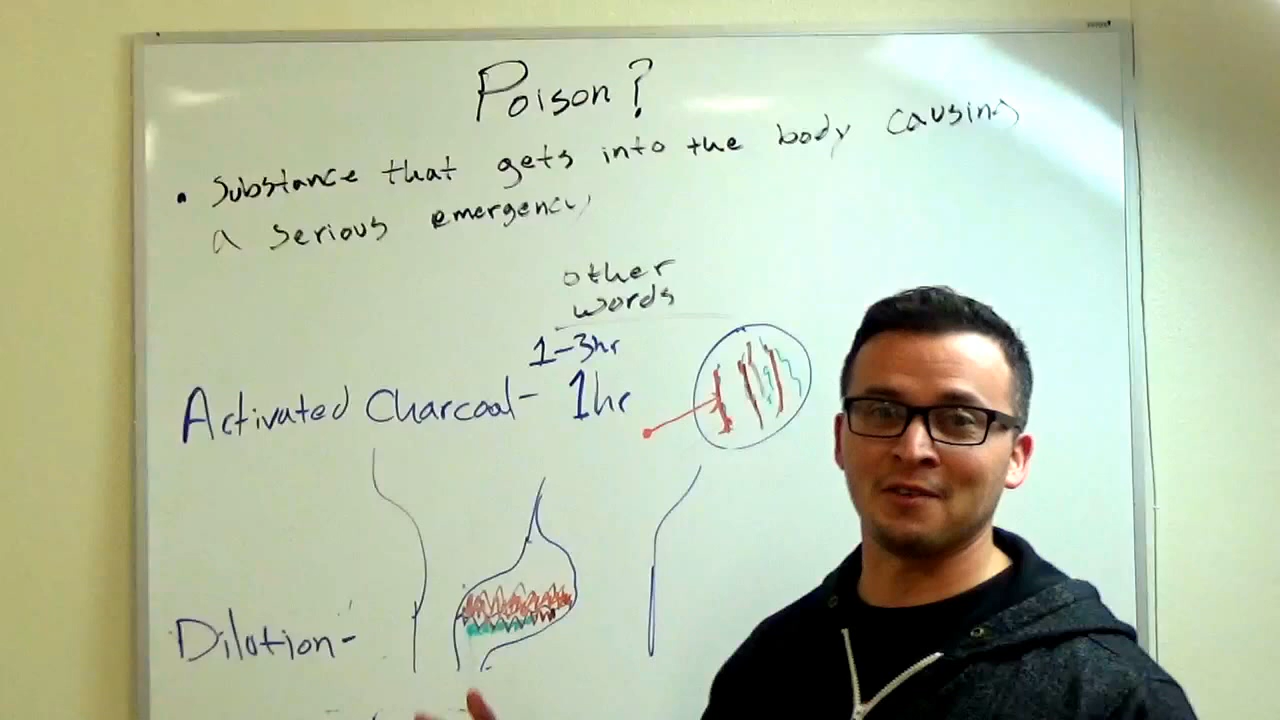 Poison?
• Substance that gets into the body causing
a serious emergency
other
words
1-3hr
Activated Charcoal- 1hr
Dilution-